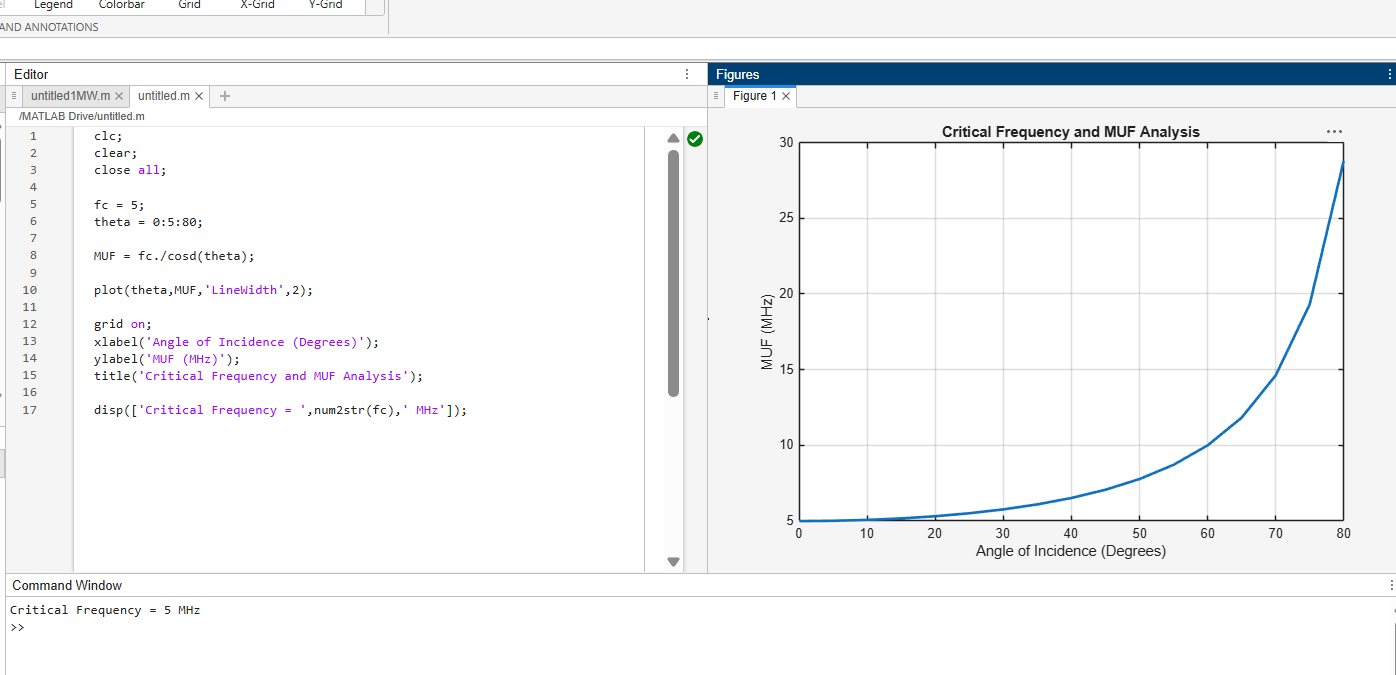 Legend Colorbar Grid X-Grid Y-Grid
AND ANNOTATIONS
Editor
untitled1MW.m × untitled.m × +
/MATLAB Drive/untitled.m
1 clc;
2 clear;
3 close all;
4
5 fc = 5;
6 theta = 0:5:80;
7
8 MUF = fc./cosd(theta);
9
10 plot(theta,MUF,'LineWidth',2);
11
12 grid on;
13 xlabel('Angle of Incidence (Degrees)');
14 ylabel('MUF (MHz)');
15 title('Critical Frequency and MUF Analysis');
16
17 disp(['Critical Frequency = ',num2str(fc),' MHz']);
Figures
Figure 1 ×
Critical Frequency and MUF Analysis
30
25
20
15
10
5
MUF (MHz)
0 10 20 30 40 50 60 70 80
Angle of Incidence (Degrees)
Command Window
Critical Frequency = 5 MHz
>>